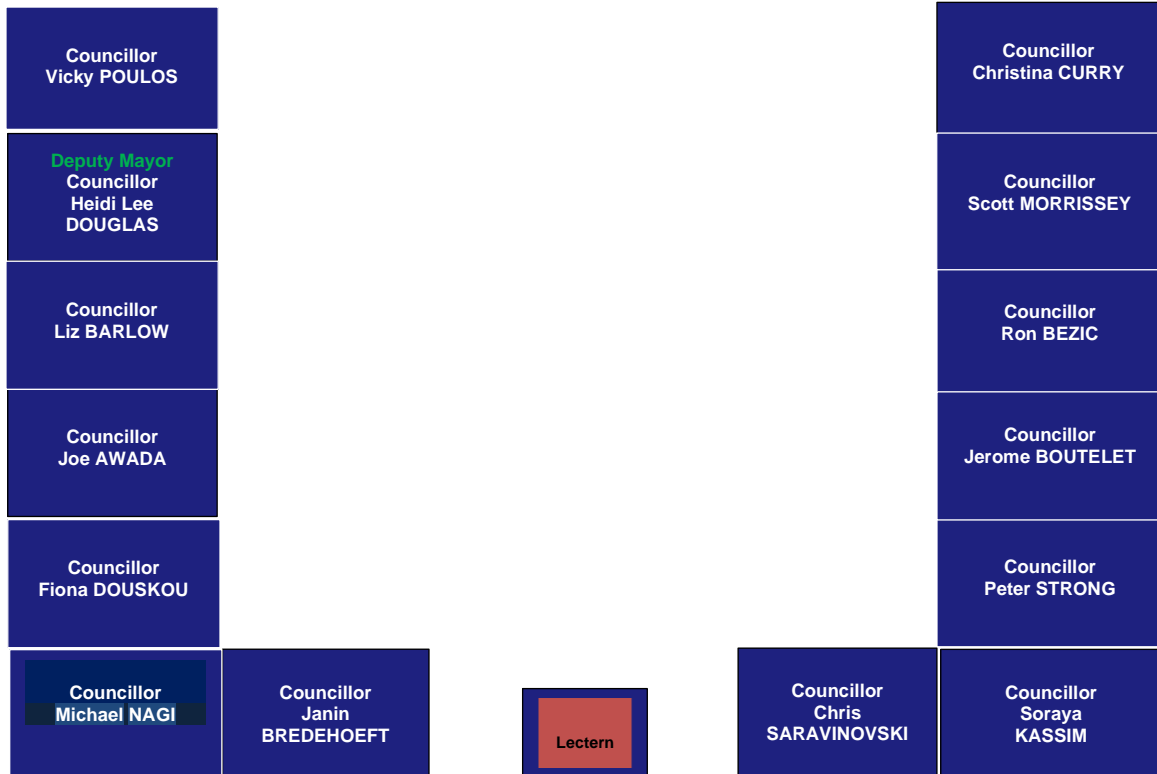 Councillor
Vicky POULOS
Councillor
Christina CURRY
Deputy Mayor
Councillor
Heidi Lee
DOUGLAS
Councillor
Scott MORRISSEY
Councillor
Liz BARLOW
Councillor
Ron BEZIC
Councillor
Joe AWADA
Councillor
Jerome BOUTELET
Councillor
Fiona DOUSKOU
Councillor
Peter STRONG
Councillor
Michael NAGI
Councillor
Janin
BREDEHOEFT
Lectern
Councillor
Chris
SARAVINOVSKI
Councillor
Soraya
KASSIM